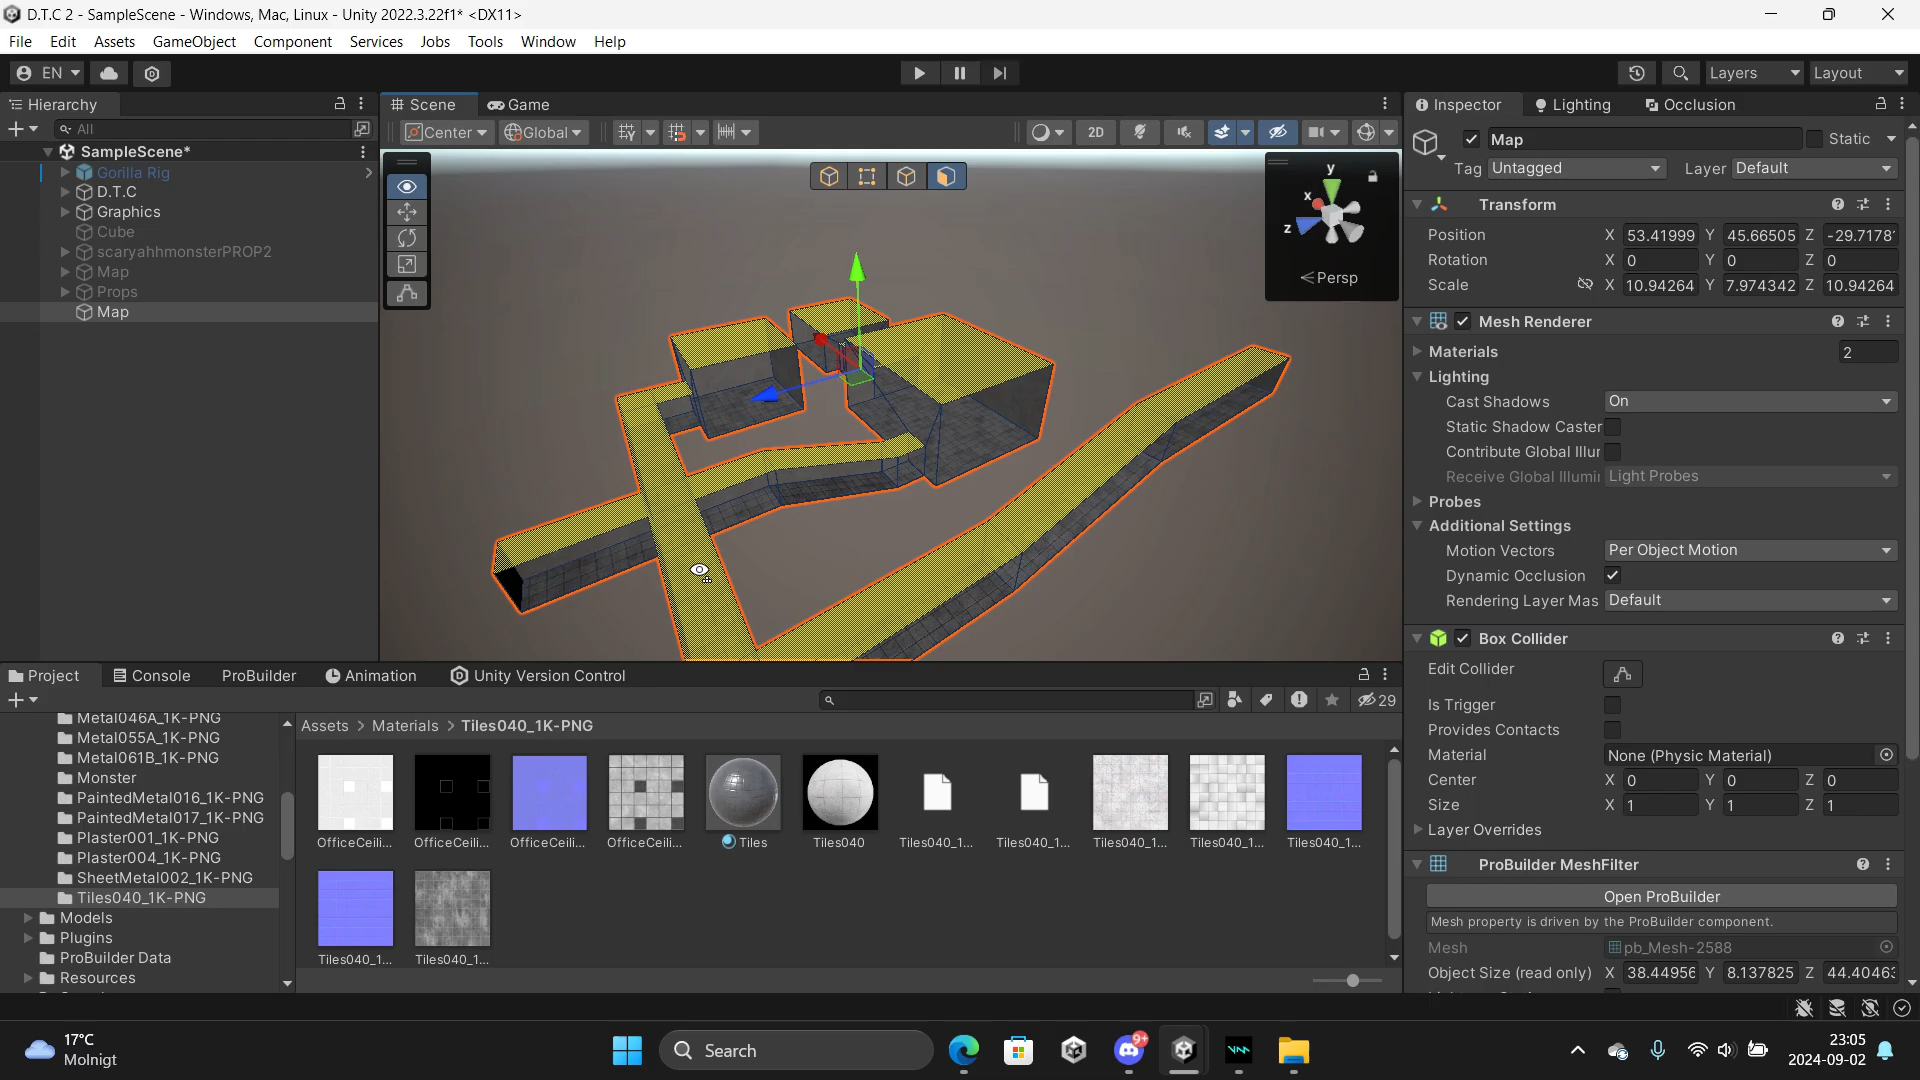 D.T.C 2 - SampleScene - Windows, Mac, Linux - Unity 2022.3.22f1* <DX11>
File Edit Assets GameObject Component Services Jobs Tools Window Help
EN Layers Layout
Hierarchy
All
SampleScene*
Gorilla Rig
D.T.C
Graphics
Cube
scaryahhmonsterPROP2
Map
Props
Map
Scene Game
Center Global 2D
y
x
z
Persp
Inspector Lighting Occlusion
Map Static
Tag Untagged Layer Default
Transform
Position X 53.41999 Y 45.66505 Z -29.7178
Rotation X 0 Y 0 Z 0
Scale X 10.94264 Y 7.974342 Z 10.94264
Mesh Renderer
Materials 2
Lighting
Cast Shadows On
Static Shadow Caster
Contribute Global Illur
Receive Global Illumii Light Probes
Probes
Additional Settings
Motion Vectors Per Object Motion
Dynamic Occlusion
Rendering Layer Mas Default
Box Collider
Edit Collider
Is Trigger
Provides Contacts
Material None (Physic Material)
Center X 0 Y 0 Z 0
Size X 1 Y 1 Z 1
Layer Overrides
ProBuilder MeshFilter
Open ProBuilder
Mesh property is driven by the ProBuilder component.
Mesh pb_Mesh-2588
Object Size (read only) X 38.44956 Y 8.137825 Z 44.4046
Project Console ProBuilder Animation Unity Version Control
29
Metal046A_1K-PNG
Metal055A_1K-PNG
Metal061B_1K-PNG
Monster
PaintedMetal016_1K-PNG
PaintedMetal017_1K-PNG
Plaster001_1K-PNG
Plaster004_1K-PNG
SheetMetal002_1K-PNG
Tiles040_1K-PNG
Models
Plugins
ProBuilder Data
Resources
Assets > Materials > Tiles040_1K-PNG
OfficeCeili... OfficeCeili... OfficeCeili... OfficeCeili... Tiles Tiles040 Tiles040_1... Tiles040_1... Tiles040_1... Tiles040_1... Tiles040_1...
Tiles040_1... Tiles040_1...
17°C
Molnigt
Search
9+
23:05
2024-09-02